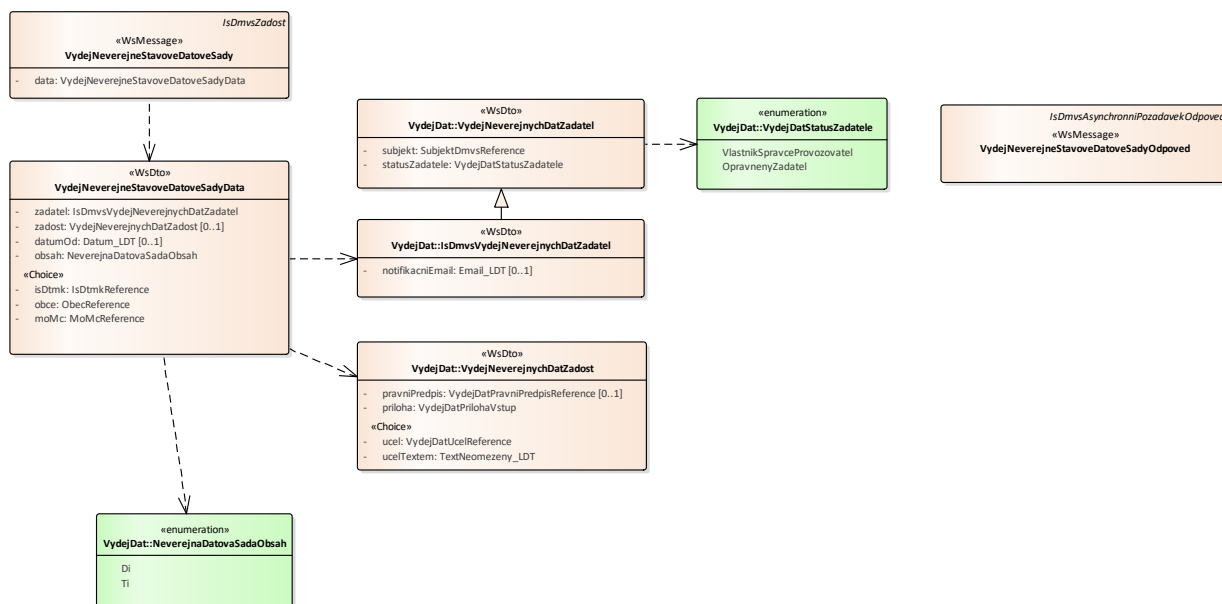 IsDmvsZadost
«WsMessage»
VydejNeverejneStavoveDatoveSady
- data: VydejNeverejneStavoveDatoveSadyData
«WsDto»
VydejNeverejneStavoveDatoveSadyData
- zadatel: IsDmvsVydejNeverejnychDatZadatel
- zadost: VydejNeverejnychDatZadost [0..1]
- datumOd: Datum_LDT [0..1]
- obsah: NeverejnaDatovaSadaObsah
«Choice»
- isDtmk: IsDtmkReference
- obce: ObecReference
- moMc: MoMcReference
«WsDto»
VydejDat::VydejNeverejnychDatZadatel
- subjekt: SubjektDmvsReference
- statusZadatele: VydejDatStatusZadatele
«enumeration»
VydejDat::VydejDatStatusZadatele
VlastnikSpravceProvozovatel
OpravnenyZadatel
IsDmvsAsynchronniPozadavekOdpoved
«WsMessage»
VydejNeverejneStavoveDatoveSadyOdpoved
«WsDto»
VydejDat::IsDmvsVydejNeverejnychDatZadatel
- notifikacniEmail: Email_LDT [0..1]
«WsDto»
VydejDat::VydejNeverejnychDatZadost
- pravniPredpis: VydejDatPravniPredpisReference [0..1]
- priloha: VydejDatPrilohaVstup
«Choice»
- ucel: VydejDatUcelReference
- ucelTextem: TextNeomezeny_LDT
«enumeration»
VydejDat::NeverejnaDatovaSadaObsah
Di
Ti